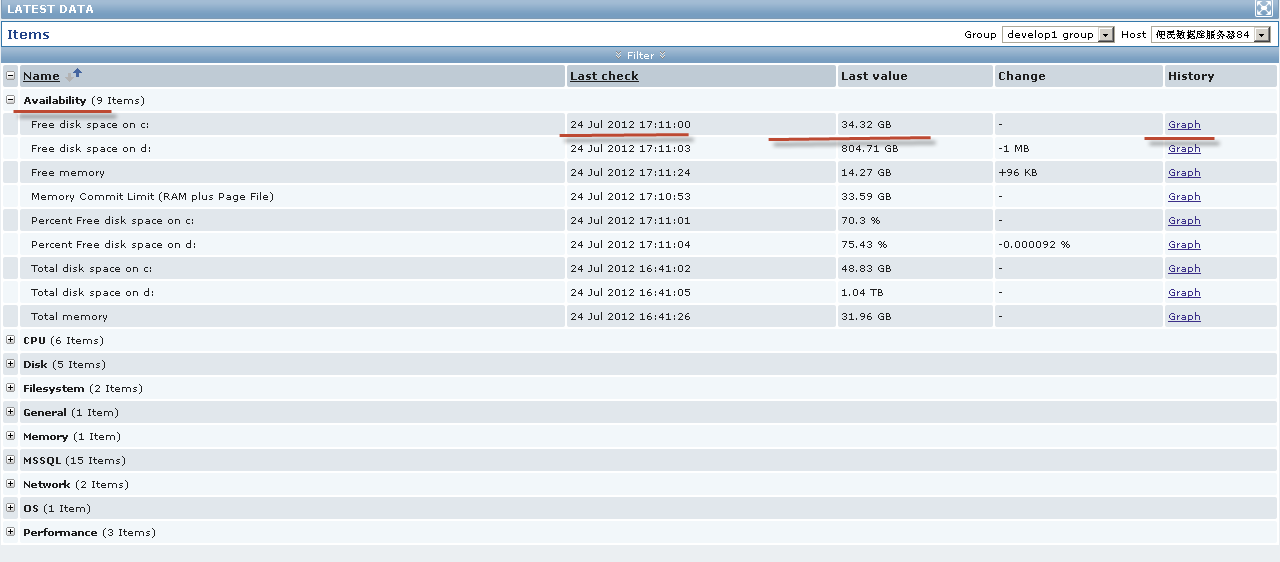 LATEST DATA
Items Group develop1 group Host 便民数据库服务器84
Filter
Name Last check Last value Change History
Availability (9 Items)
Free disk space on c: 24 Jul 2012 17:11:00 34.32 GB - Graph
Free disk space on d: 24 Jul 2012 17:11:03 804.71 GB -1 MB Graph
Free memory 24 Jul 2012 17:11:24 14.27 GB +96 KB Graph
Memory Commit Limit (RAM plus Page File) 24 Jul 2012 17:10:53 33.59 GB - Graph
Percent Free disk space on c: 24 Jul 2012 17:11:01 70.3 % - Graph
Percent Free disk space on d: 24 Jul 2012 17:11:04 75.43 % -0.000092 % Graph
Total disk space on c: 24 Jul 2012 16:41:02 48.83 GB - Graph
Total disk space on d: 24 Jul 2012 16:41:05 1.04 TB - Graph
Total memory 24 Jul 2012 16:41:26 31.96 GB - Graph
CPU (6 Items)
Disk (5 Items)
Filesystem (2 Items)
General (1 Item)
Memory (1 Item)
MSSQL (15 Items)
Network (2 Items)
OS (1 Item)
Performance (3 Items)